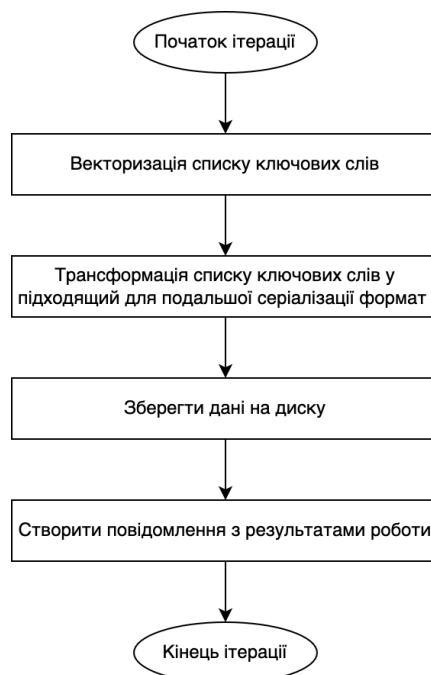 Початок ітерації
Векторизація списку ключових слів
Трансформація списку ключових слів у
підходящий для подальшої серіалізації формат
Зберегти дані на диску
Створити повідомлення з результатами роботи
Кінець ітерації